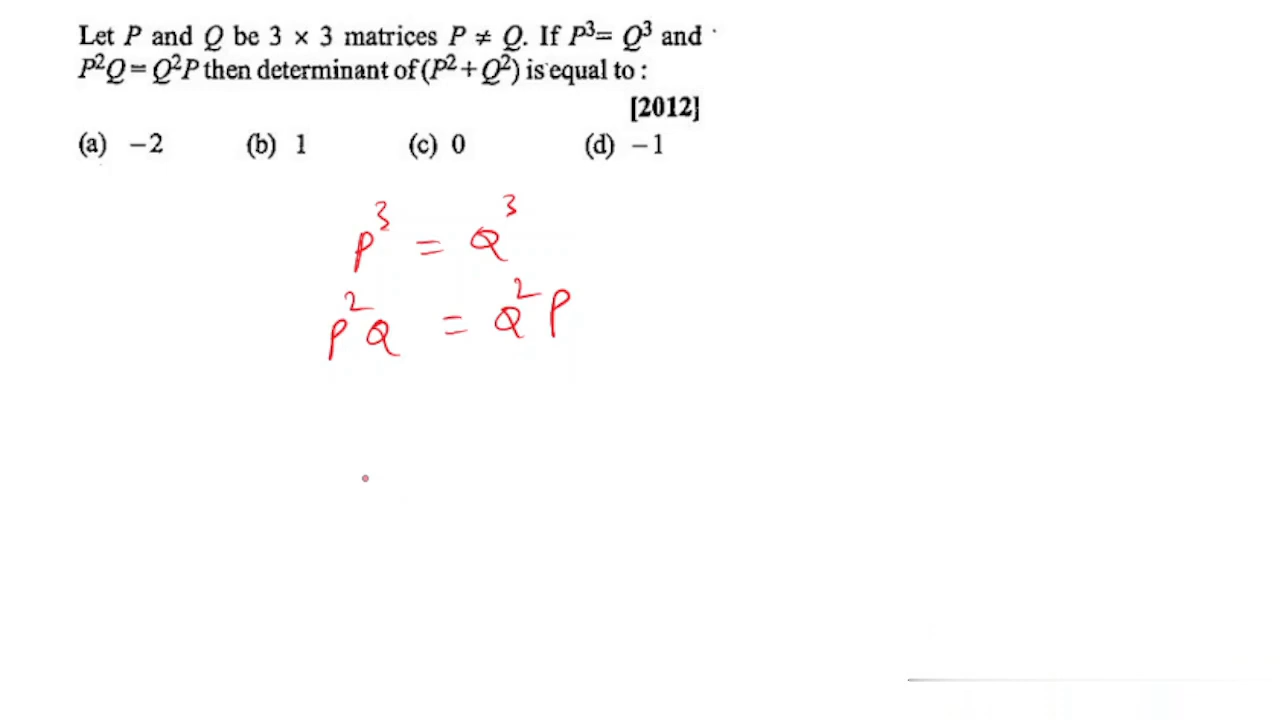 Let P and Q be 3 × 3 matrices P ≠ Q. If P³= Q³ and
P²Q = Q²P then determinant of (P² + Q²) is equal to :
[2012]
(a) −2 (b) 1 (c) 0 (d) −1
P³ = Q³
P²Q = Q²P